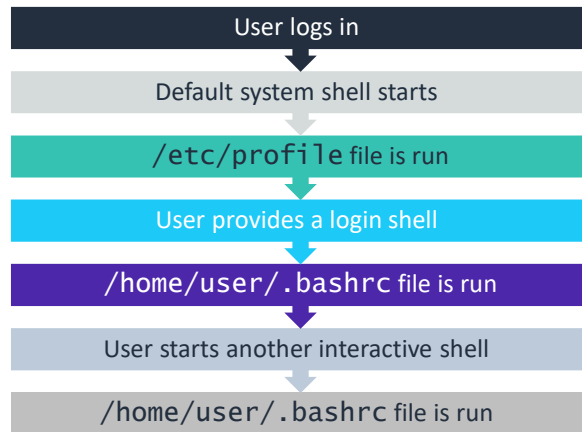 User logs in
Default system shell starts
/etc/profile file is run
User provides a login shell
/home/user/.bashrc file is run
User starts another interactive shell
/home/user/.bashrc file is run